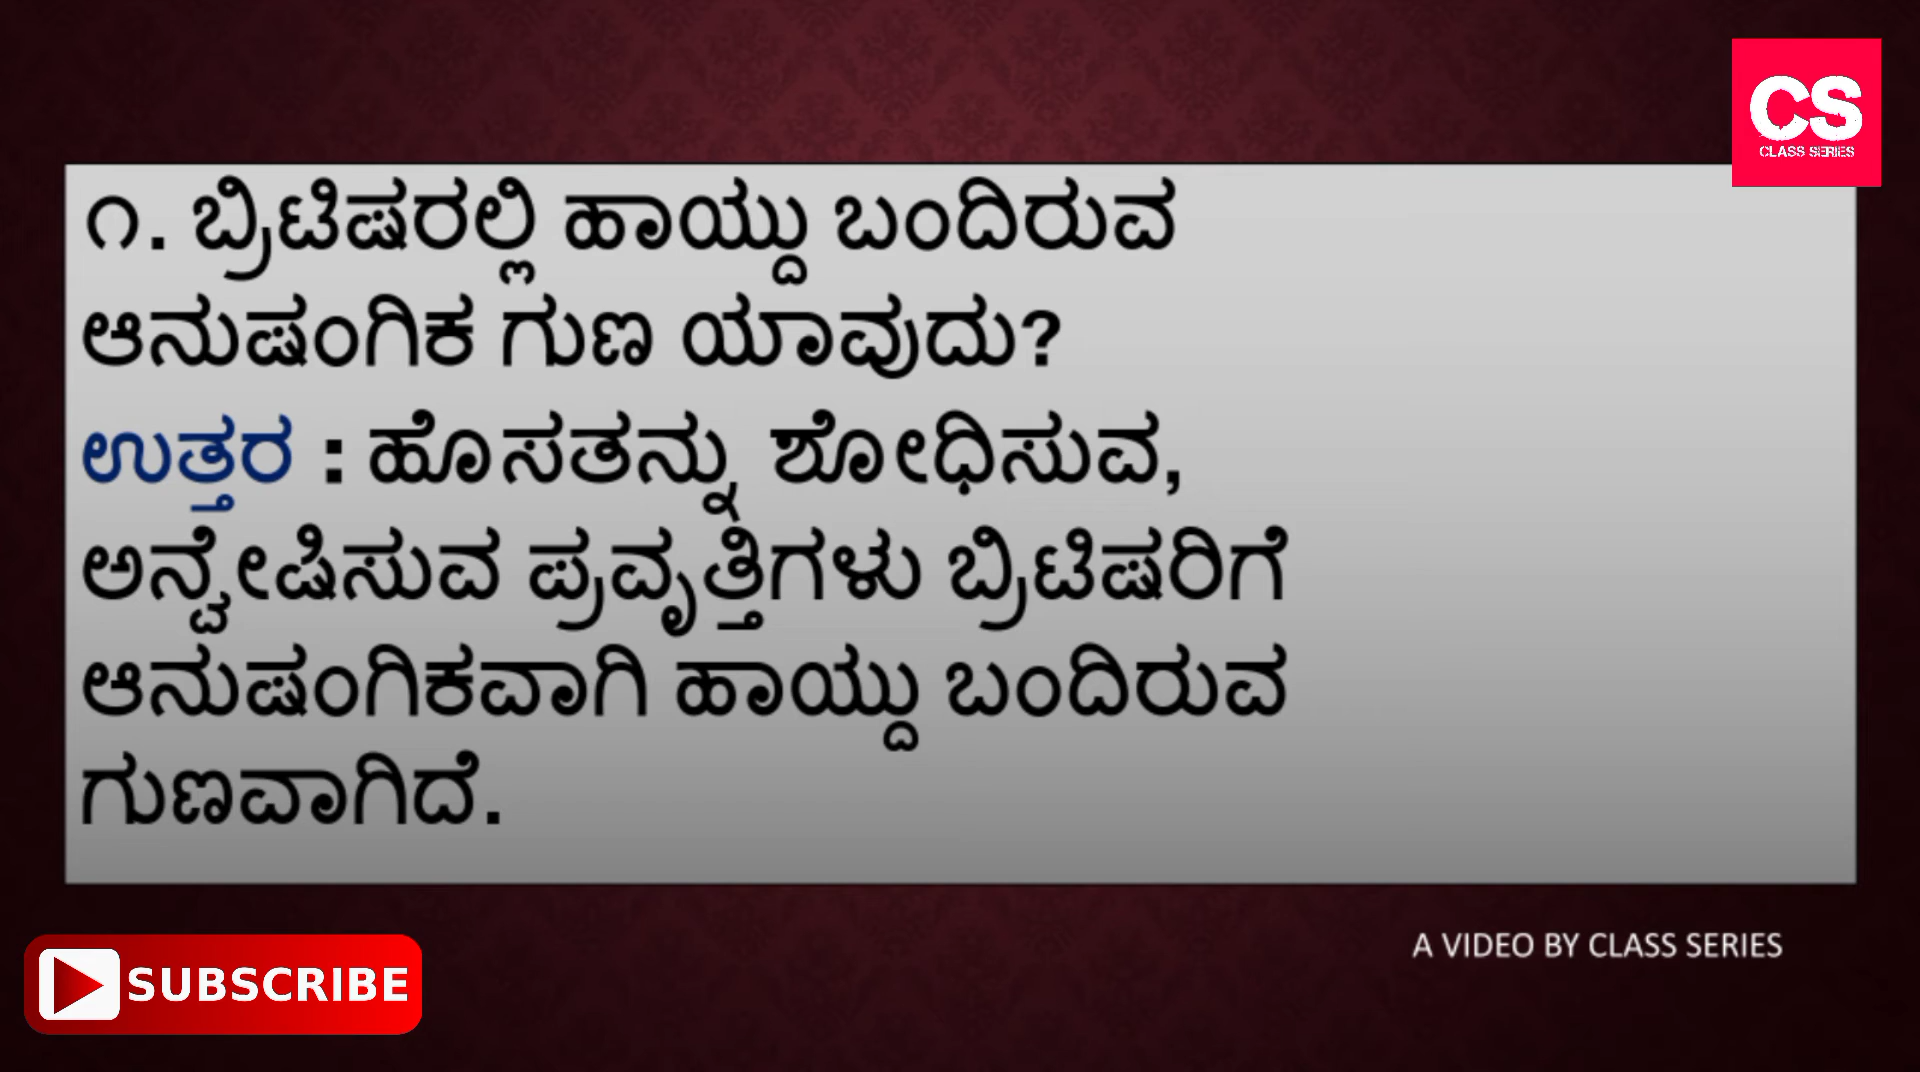 CS
CLASS SERIES
೧. ಬ್ರಿಟಿಷರಲ್ಲಿ ಹಾಯ್ದು ಬಂದಿರುವ
ಆನುಷಂಗಿಕ ಗುಣ ಯಾವುದು?
ಉತ್ತರ : ಹೊಸತನ್ನು ಶೋಧಿಸುವ,
ಅನ್ವೇಷಿಸುವ ಪ್ರವೃತ್ತಿಗಳು ಬ್ರಿಟಿಷರಿಗೆ
ಆನುಷಂಗಿಕವಾಗಿ ಹಾಯ್ದು ಬಂದಿರುವ
ಗುಣವಾಗಿದೆ.
A VIDEO BY CLASS SERIES
SUBSCRIBE